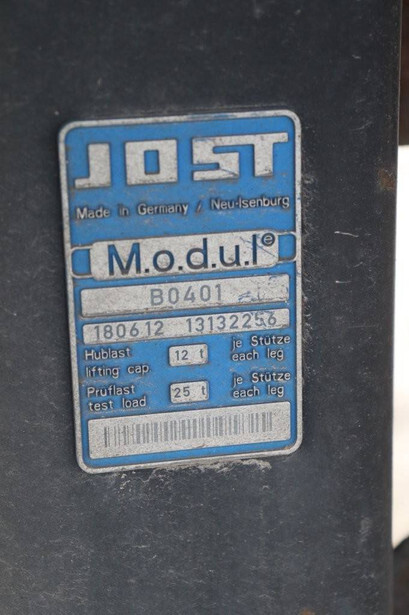 JOST
Made in Germany / Neu-Isenburg
M.o.d.u.l®
B0401
180612 13132256
Hublast 12 t je Stütze
lifting cap. each leg
Prüflast 25 t je Stütze
test load each leg